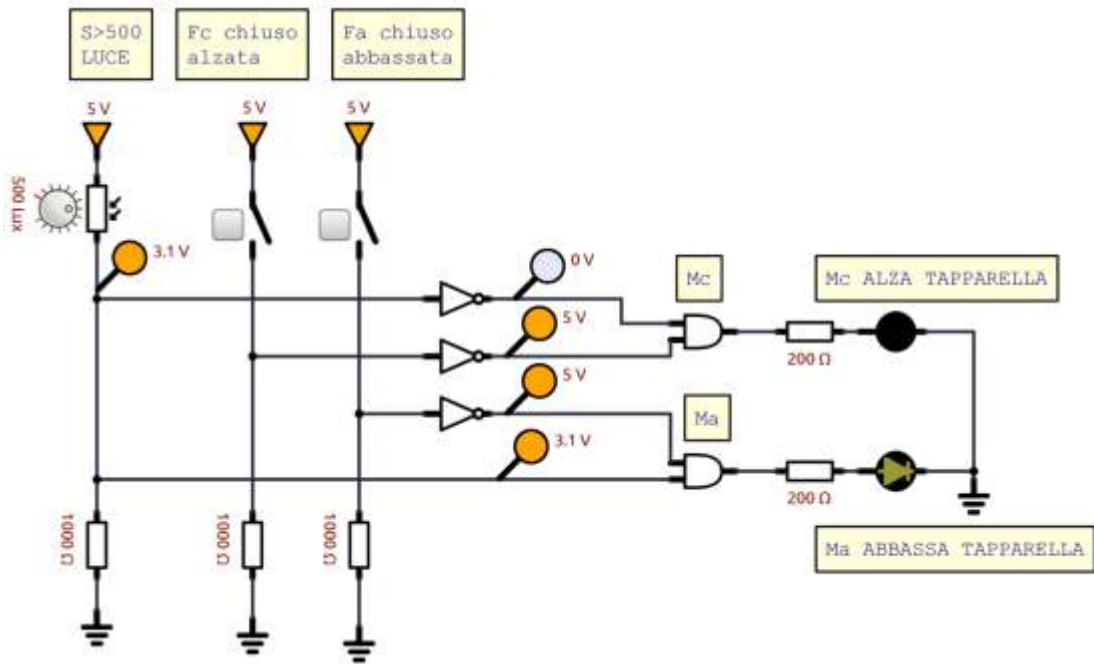 S>500
LUCE
Fc chiuso
alzata
Fa chiuso
abbassata
5 V
5 V
5 V
500 Lux
3.1 V
0 V
5 V
5 V
3.1 V
Mc
Mc ALZA TAPPARELLA
200 Ω
Ma
200 Ω
Ma ABBASSA TAPPARELLA
1000 Ω
1000 Ω
1000 Ω